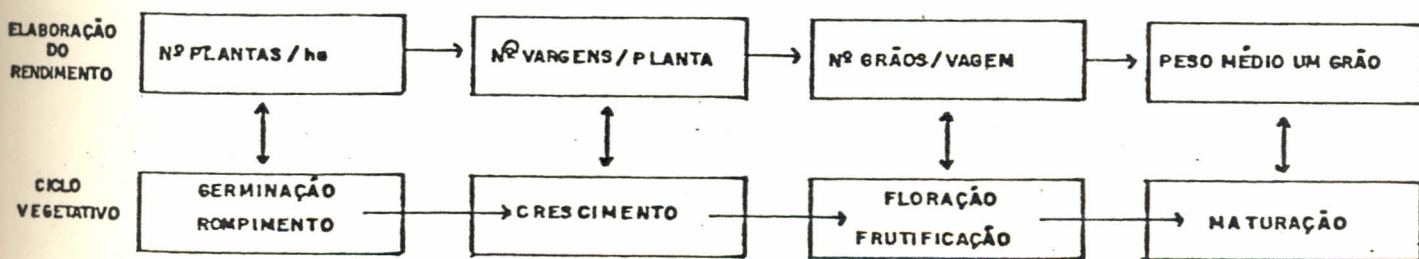 ELABORAÇÃO
DO
RENDIMENTO
Nº PLANTAS / ha
Nº VARGENS / PLANTA
Nº GRÃOS / VAGEM
PESO MÉDIO UM GRÃO
CICLO
VEGETATIVO
GERMINAÇÃO
ROMPIMENTO
CRESCIMENTO
FLORAÇÃO
FRUTIFICAÇÃO
MATURAÇÃO